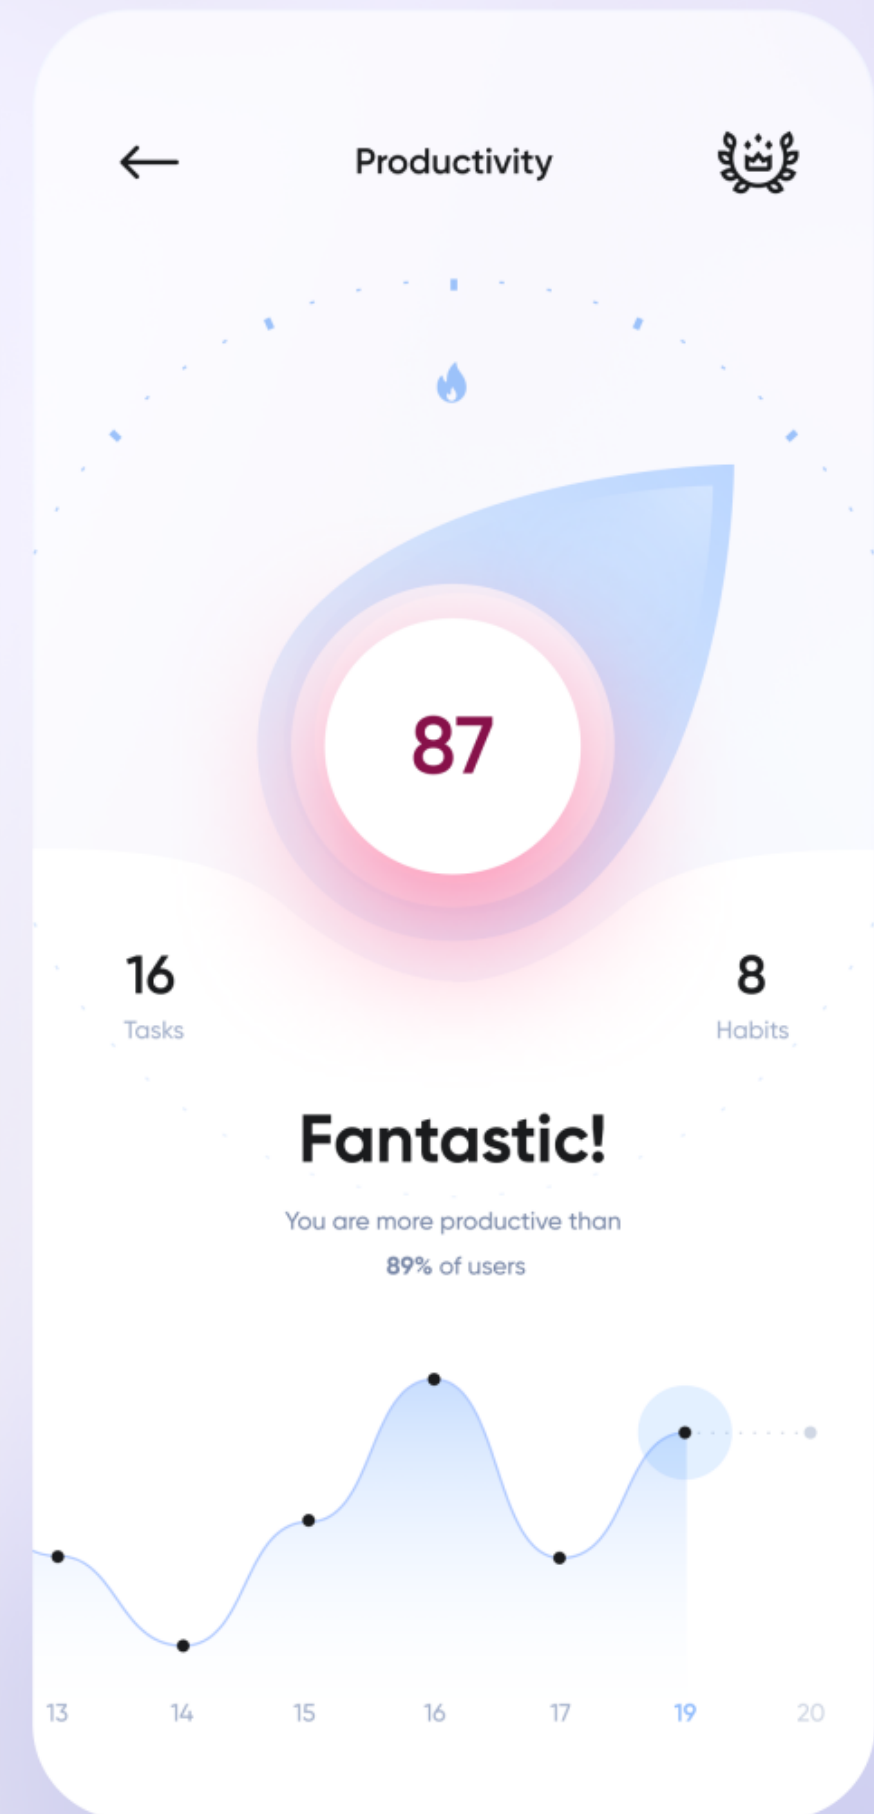 Productivity
87
16
8
Tasks
Habits
Fantastic!
You are more productive than
89% of users
13 14 15 16 17 19 20